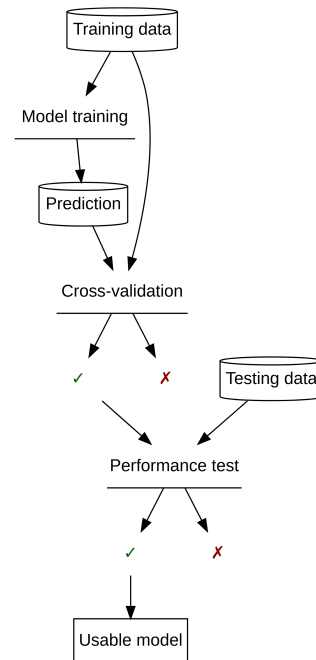 Training data
Model training
Prediction
Cross-validation
✓ ✗
Testing data
Performance test
✓ ✗
Usable model